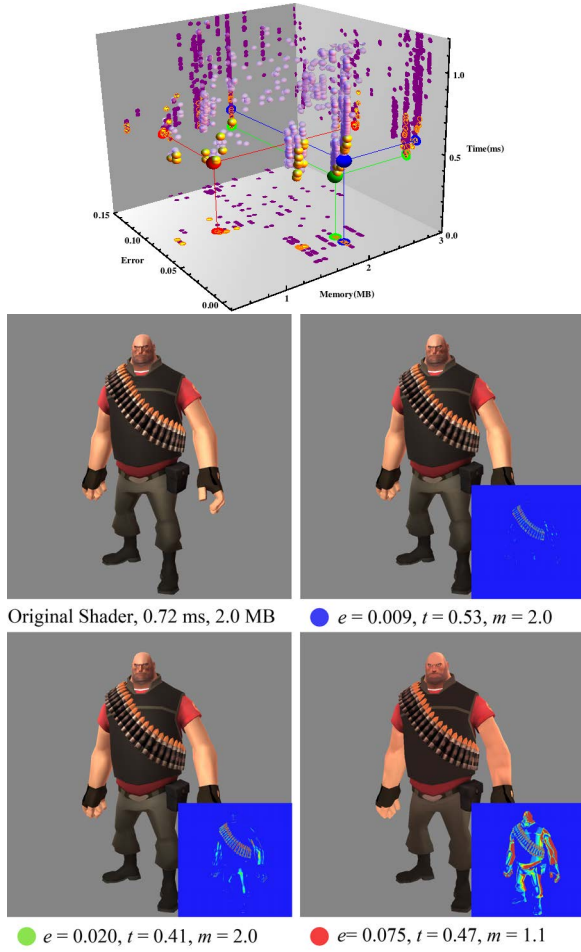 1.0
Time(ms)
0.5
0.15
0.10
0.0
3
Error
0.05
2
0.00
1
Memory(MB)
Original Shader, 0.72 ms, 2.0 MB
e = 0.009, t = 0.53, m = 2.0
e = 0.020, t = 0.41, m = 2.0
e= 0.075, t = 0.47, m = 1.1